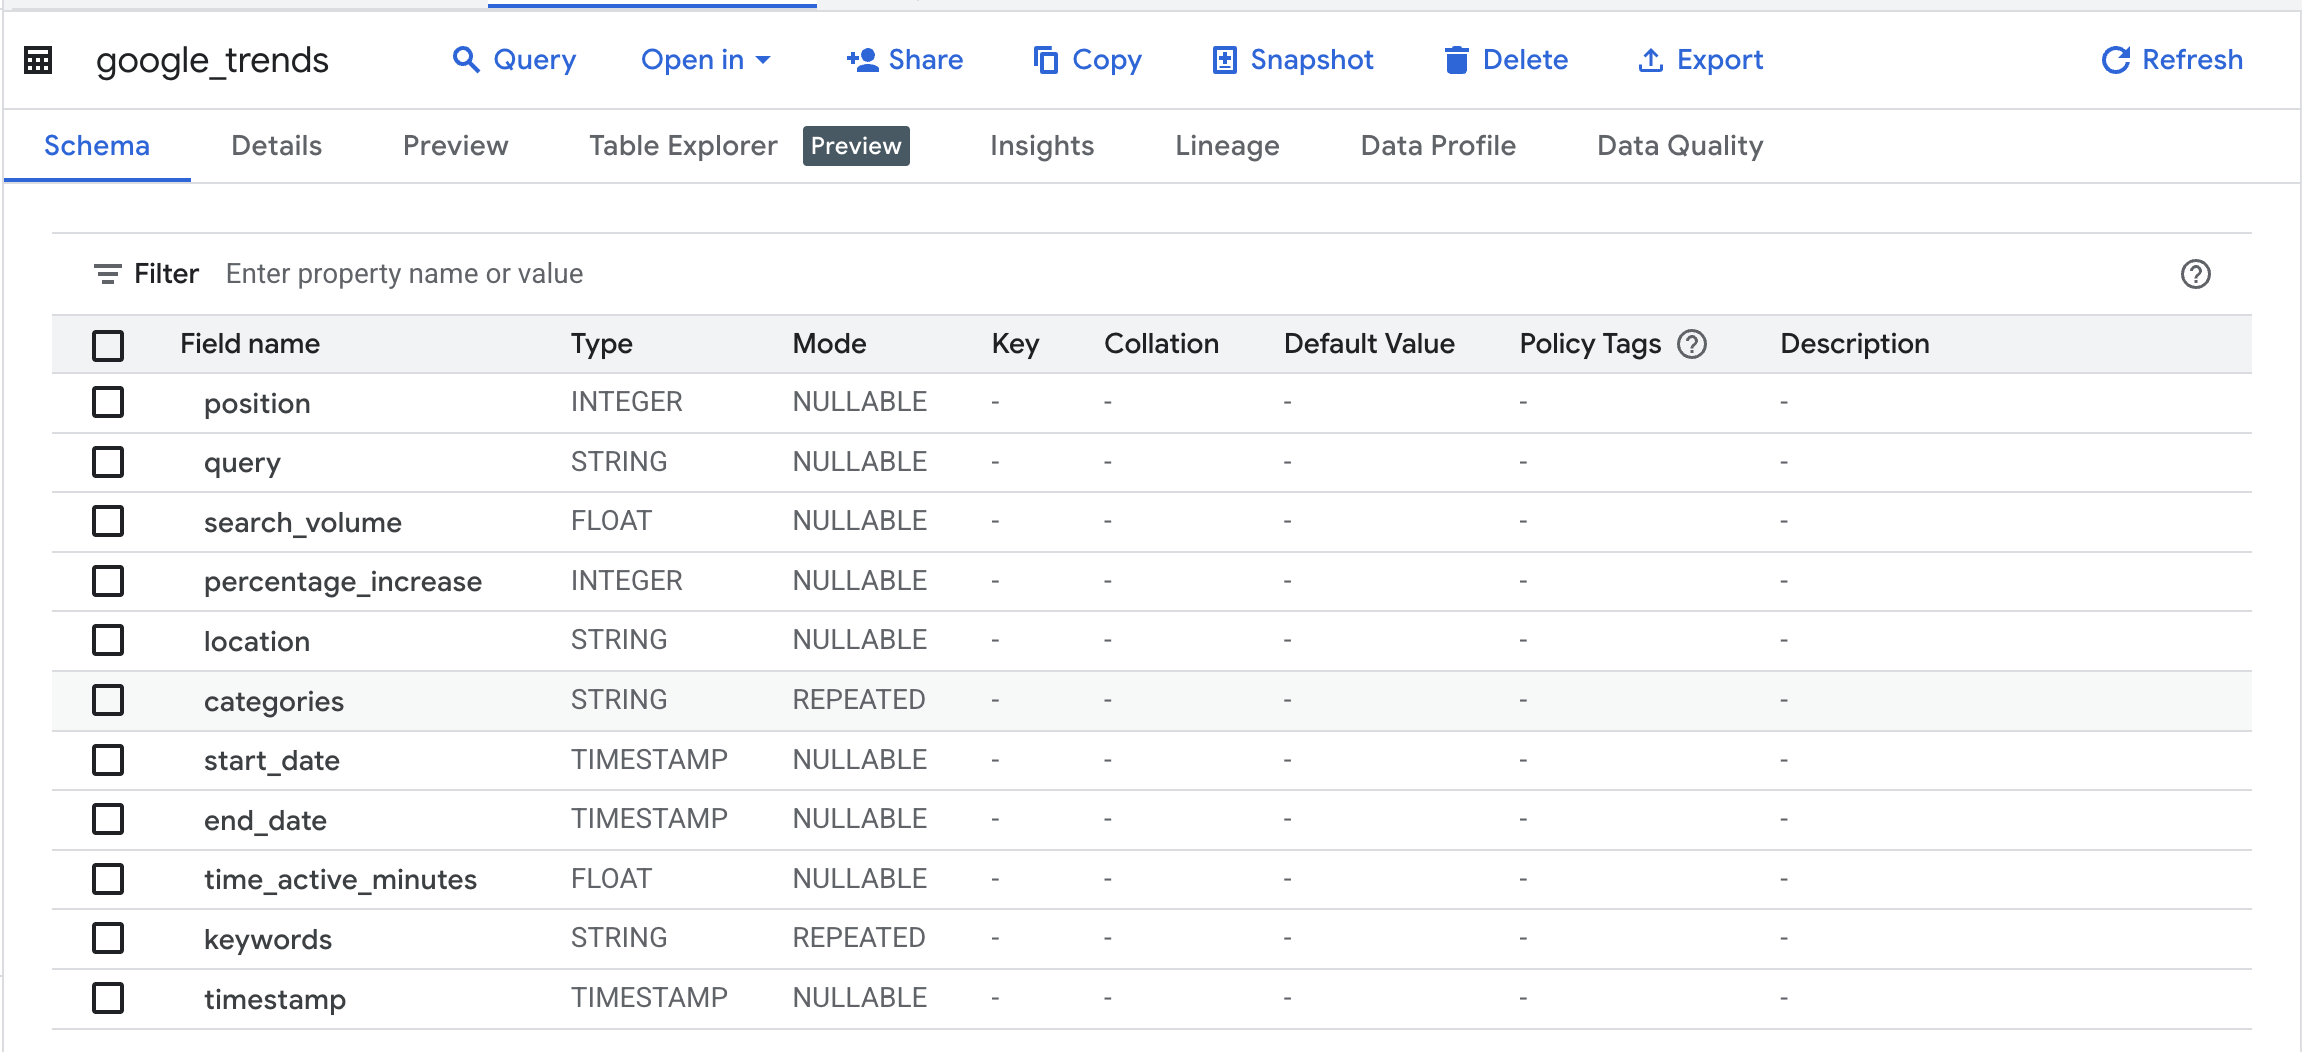 google_trends Query Open in Share Copy Snapshot Delete Export Refresh
Schema Details Preview Table Explorer Preview Insights Lineage Data Profile Data Quality
Filter Enter property name or value
Field name Type Mode Key Collation Default Value Policy Tags Description
position INTEGER NULLABLE - - - - -
query STRING NULLABLE - - - - -
search_volume FLOAT NULLABLE - - - - -
percentage_increase INTEGER NULLABLE - - - - -
location STRING NULLABLE - - - - -
categories STRING REPEATED - - - - -
start_date TIMESTAMP NULLABLE - - - - -
end_date TIMESTAMP NULLABLE - - - - -
time_active_minutes FLOAT NULLABLE - - - - -
keywords STRING REPEATED - - - - -
timestamp TIMESTAMP NULLABLE - - - - -